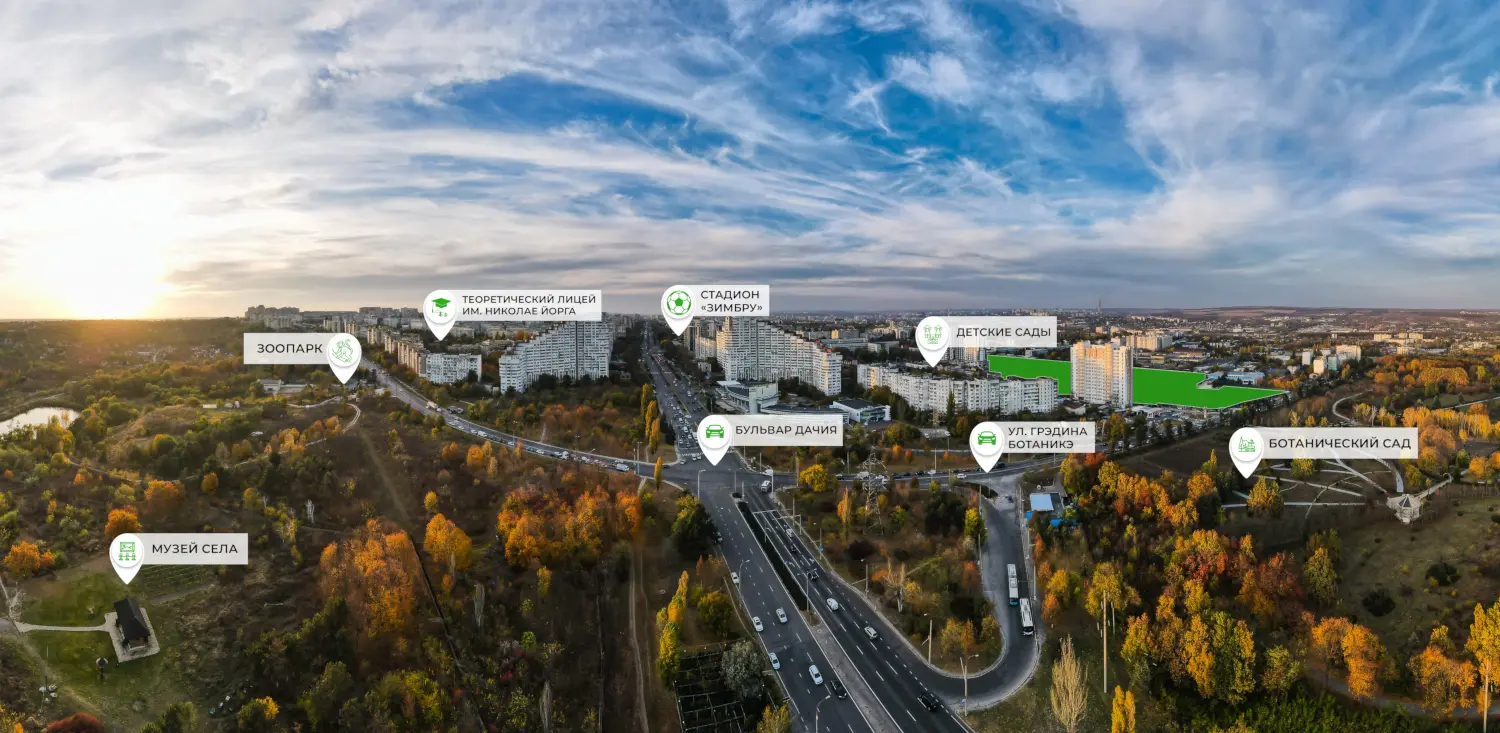 ТЕОРЕТИЧЕСКИЙ ЛИЦЕЙ
ИМ. НИКОЛАЕ ЙОРГА
СТАДИОН
«ЗИМБРУ»
ЗООПАРК
ДЕТСКИЕ САДЫ
БУЛЬВАР ДАЧИЯ
УЛ. ГРЭДИНА
БОТАНИКЭ
БОТАНИЧЕСКИЙ САД
МУЗЕЙ СЕЛА